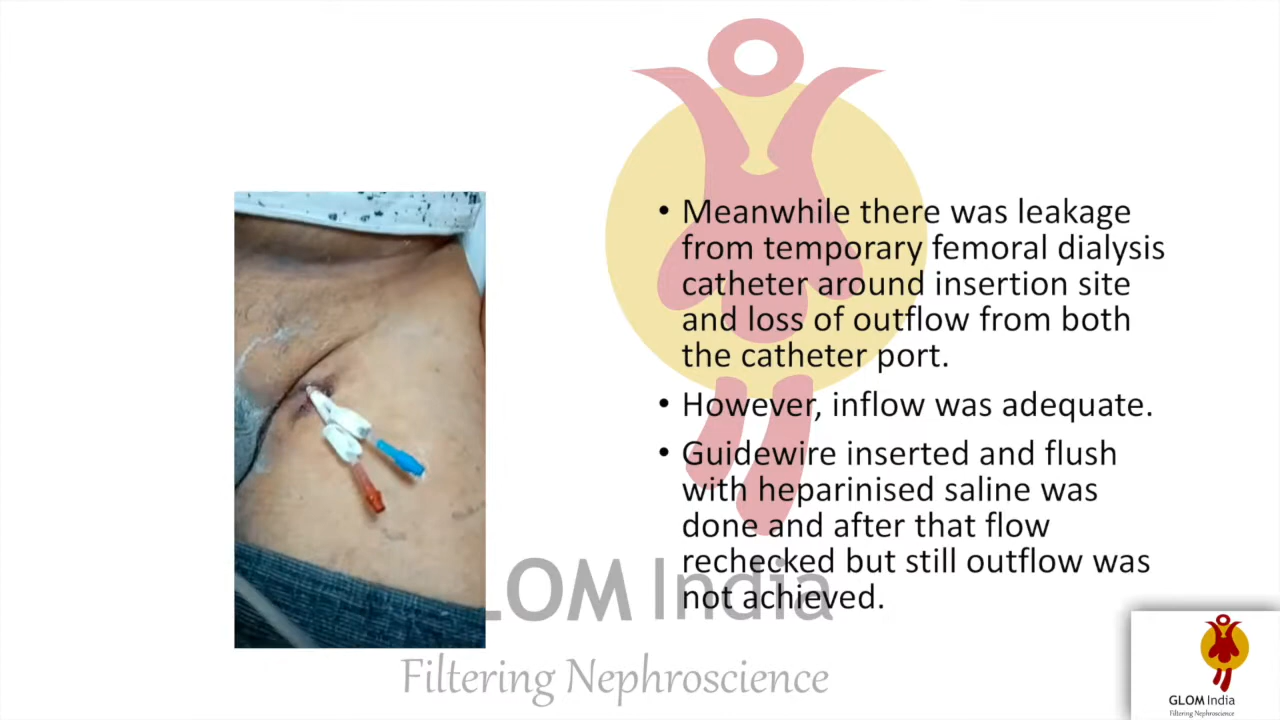 • Meanwhile there was leakage
from temporary femoral dialysis
catheter around insertion site
and loss of outflow from both
the catheter port.
• However, inflow was adequate.
• Guidewire inserted and flush
with heparinised saline was
done and after that flow
rechecked but still outflow was
not achieved.
LOM India
Filtering Nephroscience
GLOM India
Filtering Nephroscience